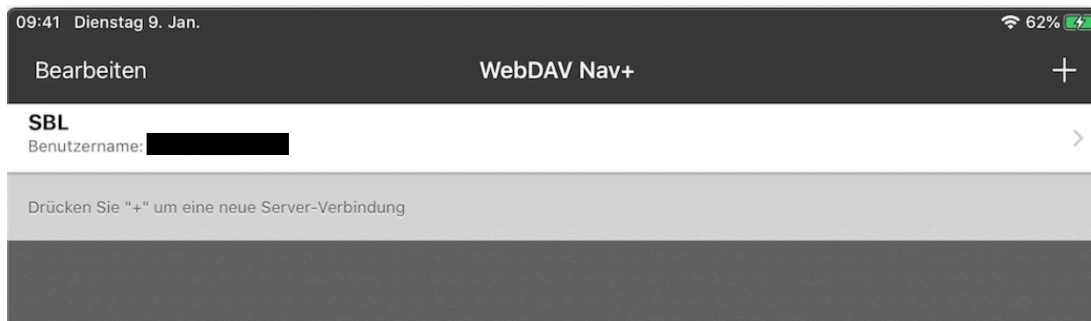 09:41 Dienstag 9. Jan. 62%
Bearbeiten WebDAV Nav+ +
SBL
Benutzername:
Drücken Sie "+" um eine neue Server-Verbindung